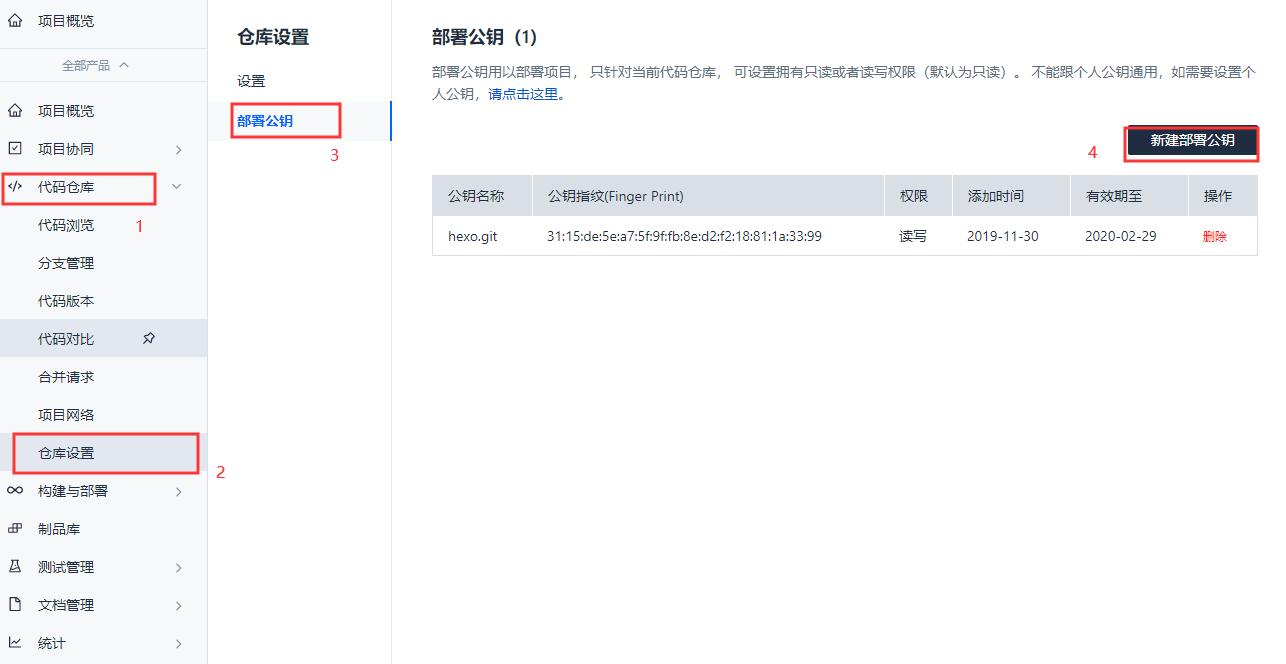 项目概览
全部产品
项目概览
项目协同
代码仓库
1
代码浏览
分支管理
代码版本
代码对比
合并请求
项目网络
仓库设置
2
构建与部署
制品库
测试管理
文档管理
统计
仓库设置
设置
部署公钥
3
部署公钥（1）
部署公钥用以部署项目， 只针对当前代码仓库， 可设置拥有只读或者读写权限（默认为只读）。 不能跟个人公钥通用，如需要设置个
人公钥，请点击这里。
4
新建部署公钥
公钥名称 公钥指纹(Finger Print) 权限 添加时间 有效期至 操作
hexo.git 31:15:de:5e:a7:5f:9f:fb:8e:d2:f2:18:81:1a:33:99 读写 2019-11-30 2020-02-29 删除